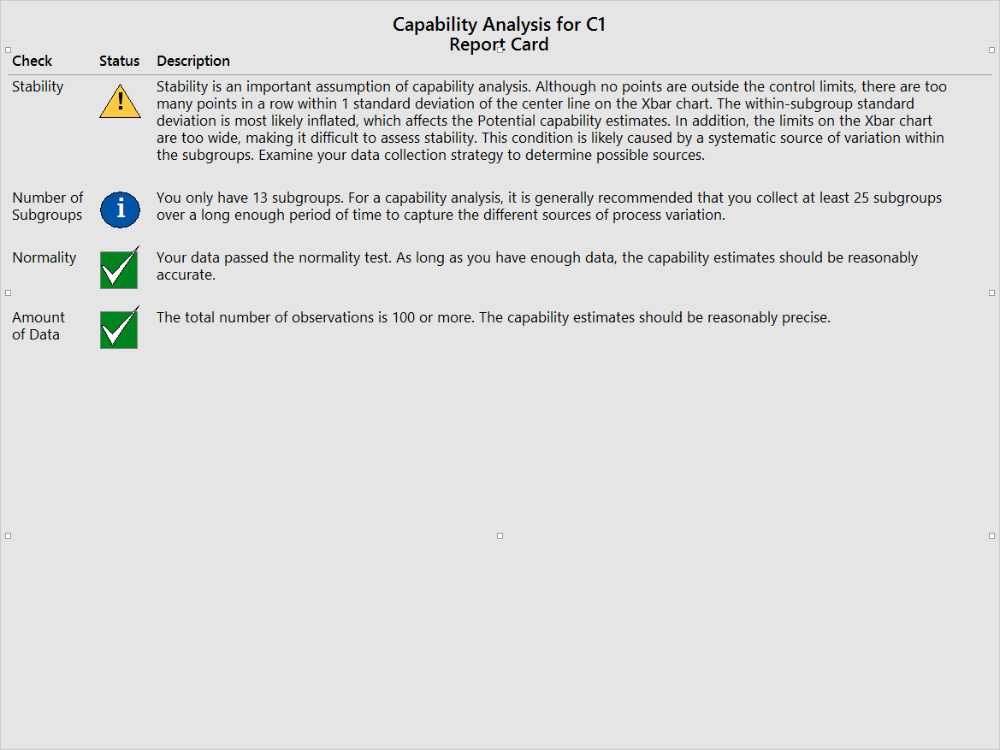 Capability Analysis for C1
Report Card
Check Status Description
Stability Stability is an important assumption of capability analysis. Although no points are outside the control limits, there are too
many points in a row within 1 standard deviation of the center line on the Xbar chart. The within-subgroup standard
deviation is most likely inflated, which affects the Potential capability estimates. In addition, the limits on the Xbar chart
are too wide, making it difficult to assess stability. This condition is likely caused by a systematic source of variation within
the subgroups. Examine your data collection strategy to determine possible sources.
Number of You only have 13 subgroups. For a capability analysis, it is generally recommended that you collect at least 25 subgroups
Subgroups over a long enough period of time to capture the different sources of process variation.
Normality Your data passed the normality test. As long as you have enough data, the capability estimates should be reasonably
accurate.
Amount The total number of observations is 100 or more. The capability estimates should be reasonably precise.
of Data